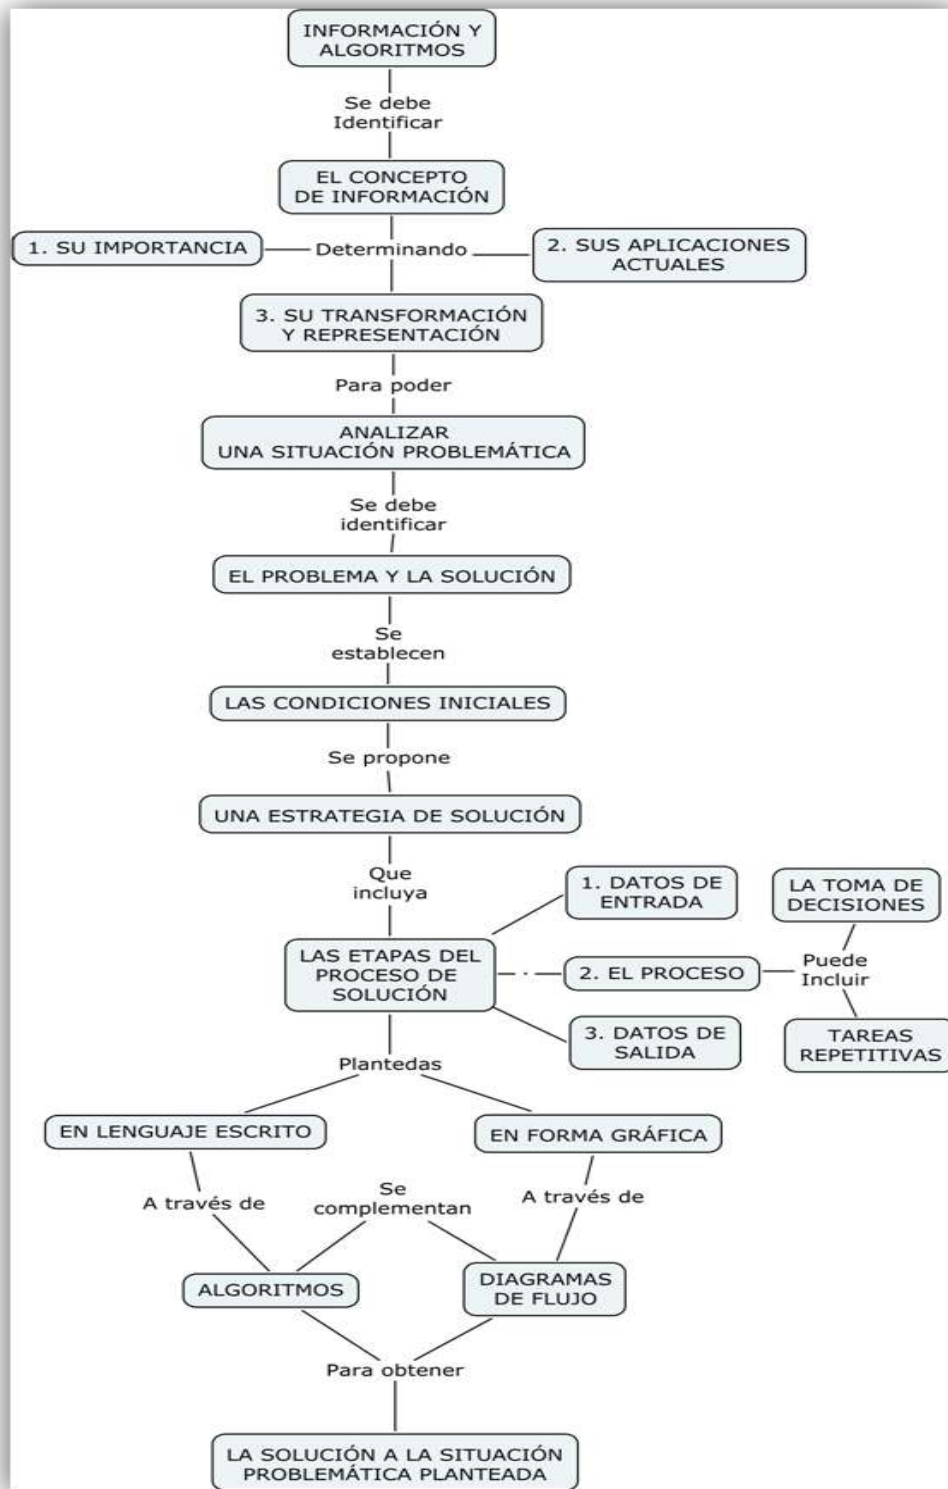 INFORMACIÓN Y
ALGORITMOS
Se debe
Identificar
EL CONCEPTO
DE INFORMACIÓN
1. SU IMPORTANCIA
Determinando
2. SUS APLICACIONES
ACTUALES
3. SU TRANSFORMACIÓN
Y REPRESENTACIÓN
Para poder
ANALIZAR
UNA SITUACIÓN PROBLEMÁTICA
Se debe
identificar
EL PROBLEMA Y LA SOLUCIÓN
Se
establecen
LAS CONDICIONES INICIALES
Se propone
UNA ESTRATEGIA DE SOLUCIÓN
Que
incluya
LAS ETAPAS DEL
PROCESO DE
SOLUCIÓN
1. DATOS DE
ENTRADA
2. EL PROCESO
Puede
Incluir
LA TOMA DE
DECISIONES
TAREAS
REPETITIVAS
3. DATOS DE
SALIDA
Plantedas
EN LENGUAJE ESCRITO
EN FORMA GRÁFICA
A través de
Se
complementan
A través de
ALGORITMOS
DIAGRAMAS
DE FLUJO
Para obtener
LA SOLUCIÓN A LA SITUACIÓN
PROBLEMÁTICA PLANTEADA